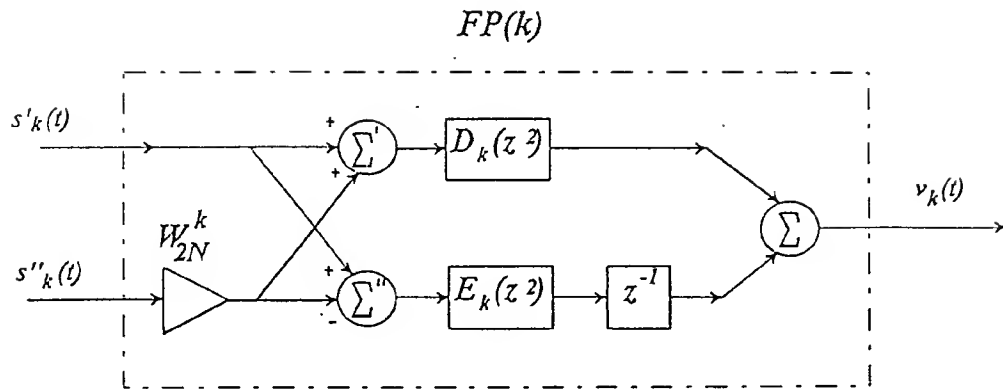 FP(k)
s'k(t)
+
Σ'
+
Dk(z²)
vk(t)
W2N^k
Σ
s''k(t)
+
Σ''
-
Ek(z²)
z⁻¹